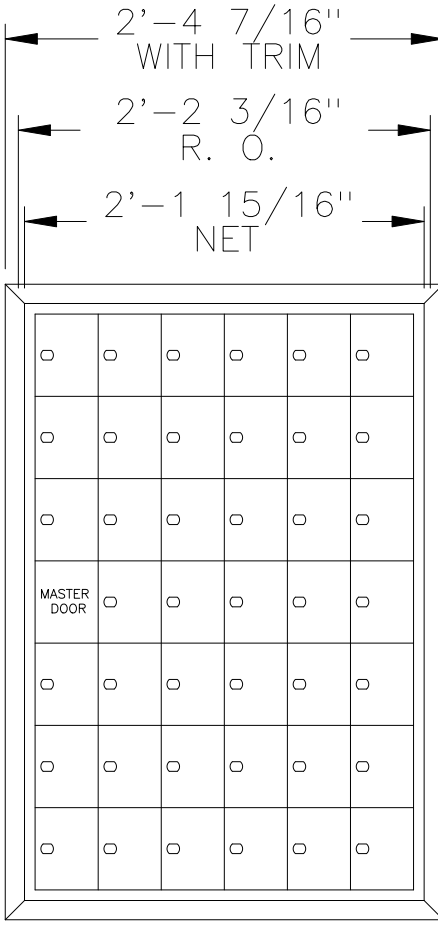 2'-4 7/16"
WITH TRIM
2'-2 3/16"
R. O.
2'-1 15/16"
NET
MASTER
DOOR